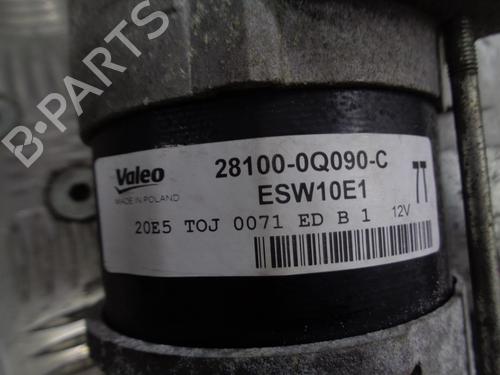 B-PARTS
Valeo
MADE IN POLAND
28100-0Q090-C
ESW10E1
7T
20E5 TOJ 0071 ED B 1 12V